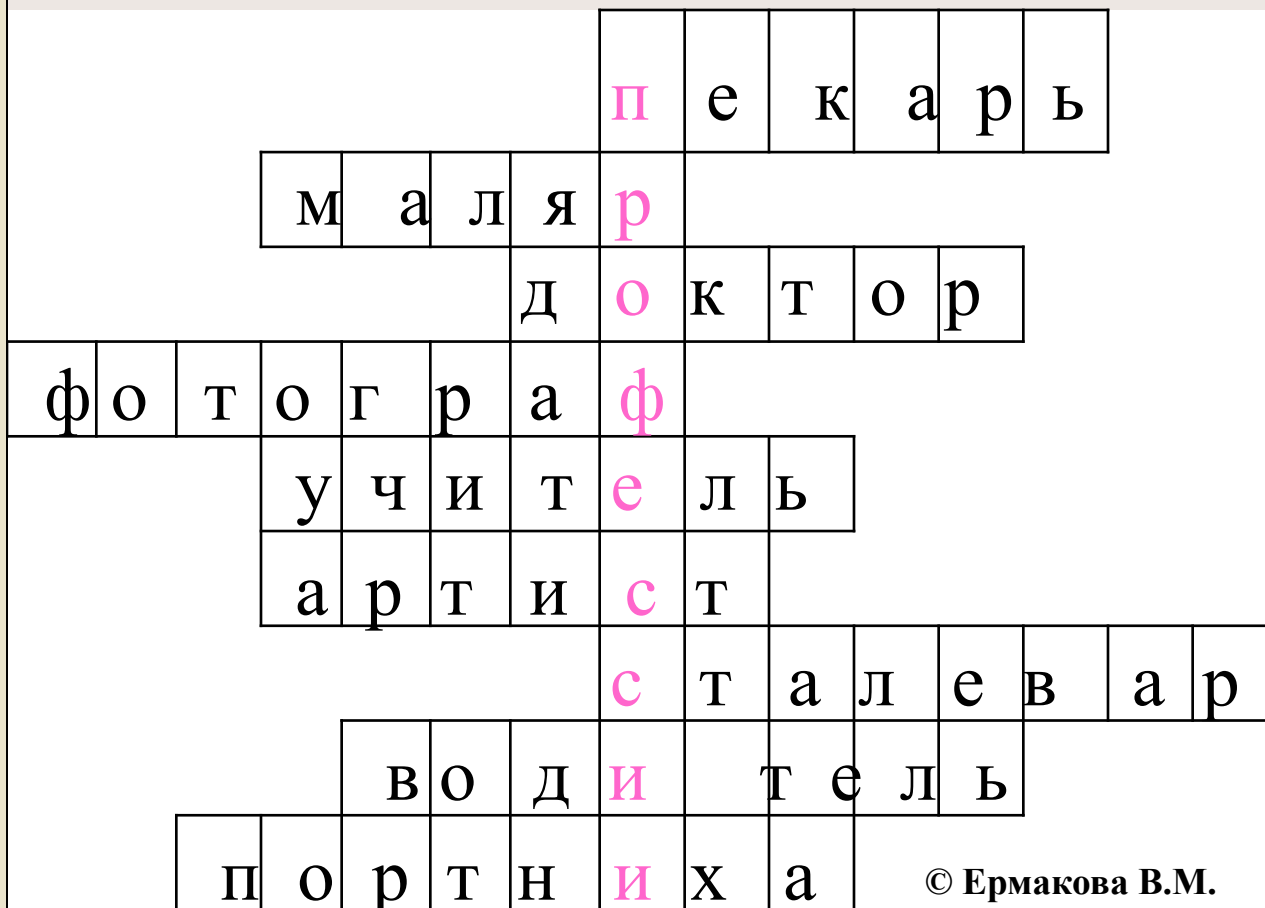 пекарь
маляр
доктор
фотограф
учитель
артист
сталевар
водитель
портниха
© Ермакова В.М.